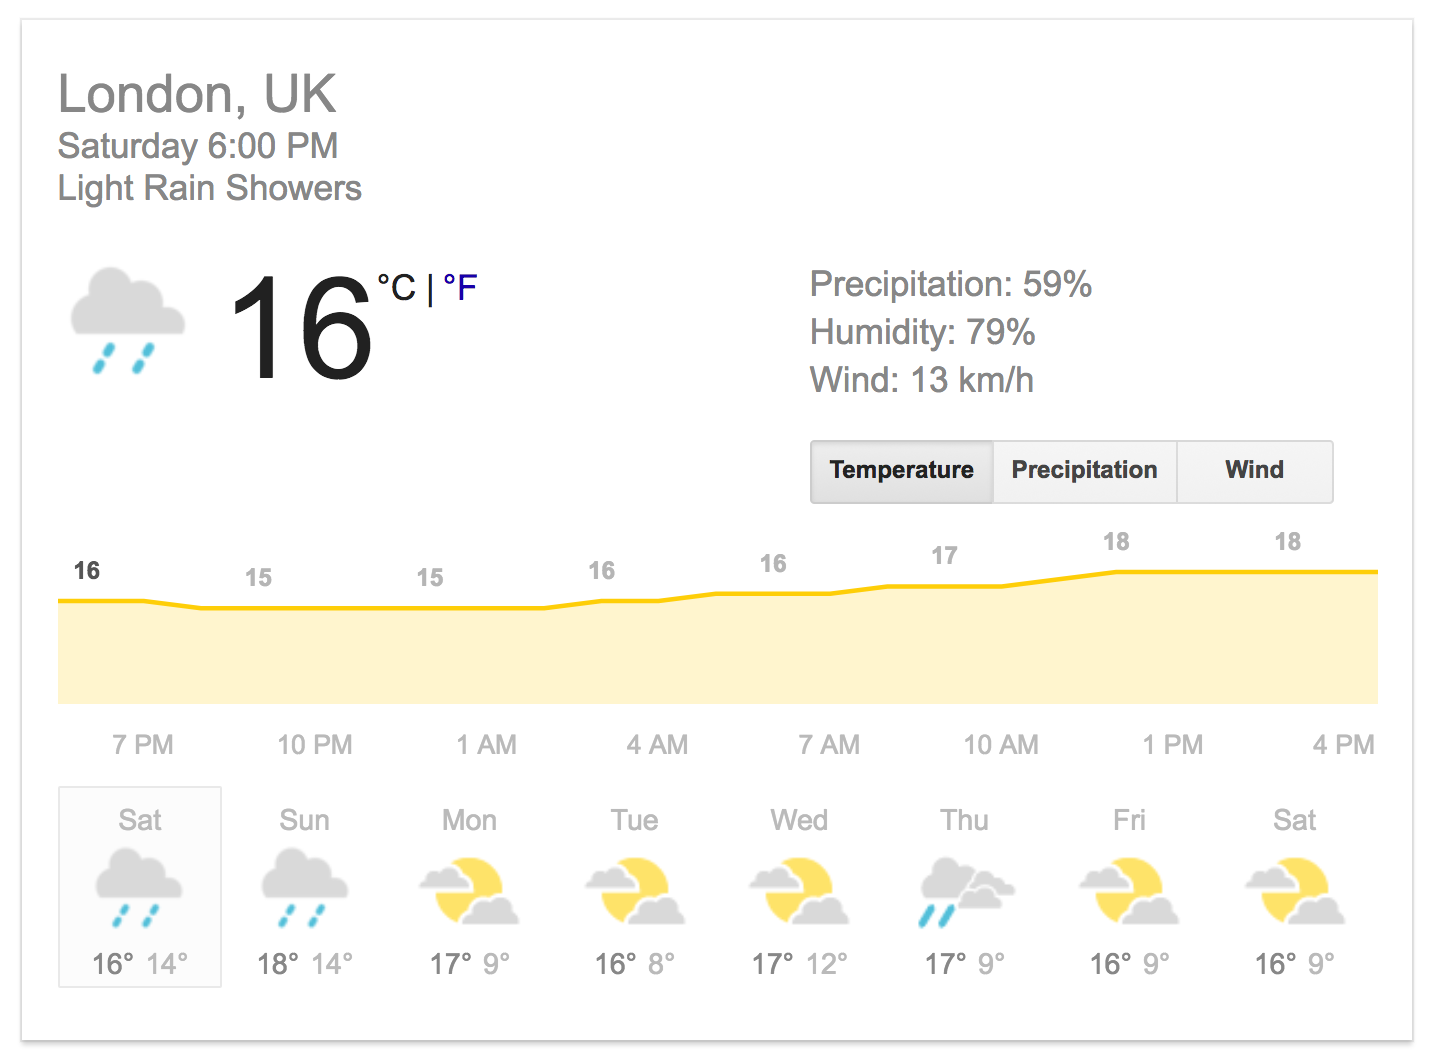 London, UK
Saturday 6:00 PM
Light Rain Showers
16 °C | °F
Precipitation: 59%
Humidity: 79%
Wind: 13 km/h
Temperature Precipitation Wind
16 15 15 16 16 17 18 18
7 PM 10 PM 1 AM 4 AM 7 AM 10 AM 1 PM 4 PM
Sat Sun Mon Tue Wed Thu Fri Sat
16° 14° 18° 14° 17° 9° 16° 8° 17° 12° 17° 9° 16° 9° 16° 9°